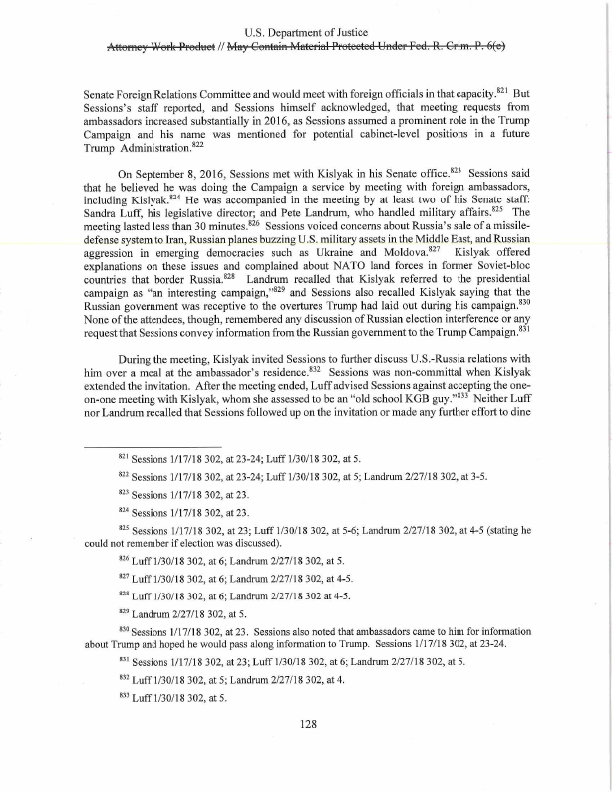 U.S. Department of Justice
Attorney Work Product // May Contain Material Protected Under Fed. R. Crim. P. 6(e)
Senate Foreign Relations Committee and would meet with foreign officials in that capacity.821 But
Sessions's staff reported, and Sessions himself acknowledged, that meeting requests from
ambassadors increased substantially in 2016, as Sessions assumed a prominent role in the Trump
Campaign and his name was mentioned for potential cabinet-level positions in a future
Trump Administration.822
On September 8, 2016, Sessions met with Kislyak in his Senate office.823 Sessions said
that he believed he was doing the Campaign a service by meeting with foreign ambassadors,
including Kislyak.824 He was accompanied in the meeting by at least two of his Senate staff:
Sandra Luff, his legislative director; and Pete Landrum, who handled military affairs.825 The
meeting lasted less than 30 minutes.826 Sessions voiced concerns about Russia's sale of a missile-
defense system to Iran, Russian planes buzzing U.S. military assets in the Middle East, and Russian
aggression in emerging democracies such as Ukraine and Moldova.827 Kislyak offered
explanations on these issues and complained about NATO land forces in former Soviet-bloc
countries that border Russia.828 Landrum recalled that Kislyak referred to the presidential
campaign as "an interesting campaign,"829 and Sessions also recalled Kislyak saying that the
Russian government was receptive to the overtures Trump had laid out during his campaign.830
None of the attendees, though, remembered any discussion of Russian election interference or any
request that Sessions convey information from the Russian government to the Trump Campaign.831
During the meeting, Kislyak invited Sessions to further discuss U.S.-Russia relations with
him over a meal at the ambassador's residence.832 Sessions was non-committal when Kislyak
extended the invitation. After the meeting ended, Luff advised Sessions against accepting the one-
on-one meeting with Kislyak, whom she assessed to be an "old school KGB guy."833 Neither Luff
nor Landrum recalled that Sessions followed up on the invitation or made any further effort to dine
821 Sessions 1/17/18 302, at 23-24; Luff 1/30/18 302, at 5.
822 Sessions 1/17/18 302, at 23-24; Luff 1/30/18 302, at 5; Landrum 2/27/18 302, at 3-5.
823 Sessions 1/17/18 302, at 23.
824 Sessions 1/17/18 302, at 23.
825 Sessions 1/17/18 302, at 23; Luff 1/30/18 302, at 5-6; Landrum 2/27/18 302, at 4-5 (stating he
could not remember if election was discussed).
826 Luff 1/30/18 302, at 6; Landrum 2/27/18 302, at 5.
827 Luff 1/30/18 302, at 6; Landrum 2/27/18 302, at 4-5.
828 Luff 1/30/18 302, at 6; Landrum 2/27/18 302 at 4-5.
829 Landrum 2/27/18 302, at 5.
830 Sessions 1/17/18 302, at 23. Sessions also noted that ambassadors came to him for information
about Trump and hoped he would pass along information to Trump. Sessions 1/17/18 302, at 23-24.
831 Sessions 1/17/18 302, at 23; Luff 1/30/18 302, at 6; Landrum 2/27/18 302, at 5.
832 Luff 1/30/18 302, at 5; Landrum 2/27/18 302, at 4.
833 Luff 1/30/18 302, at 5.
128